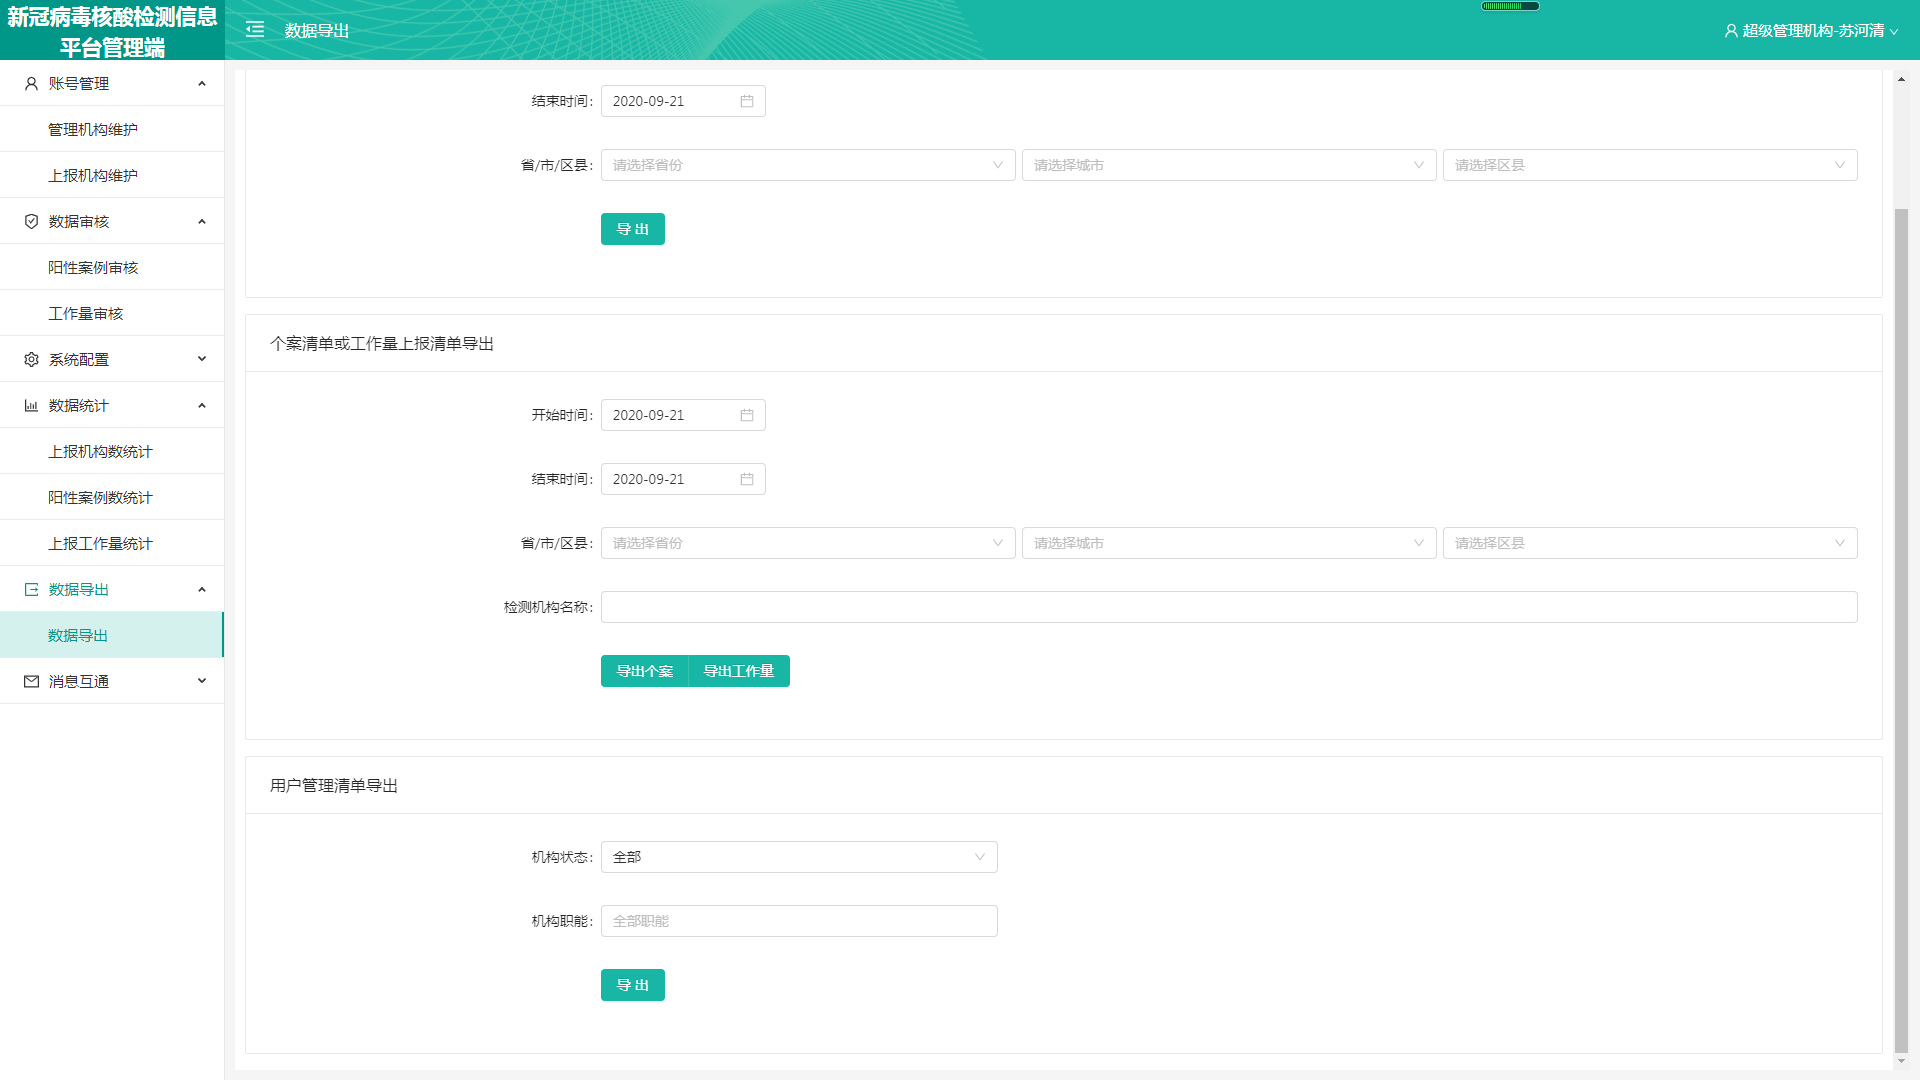 新冠病毒核酸检测信息
平台管理端
数据导出
超级管理机构-苏河清
账号管理
管理机构维护
上报机构维护
数据审核
阳性案例审核
工作量审核
系统配置
数据统计
上报机构数统计
阳性案例数统计
上报工作量统计
数据导出
数据导出
消息互通
结束时间: 2020-09-21
省/市/区县: 请选择省份 请选择城市 请选择区县
导 出
个案清单或工作量上报清单导出
开始时间: 2020-09-21
结束时间: 2020-09-21
省/市/区县: 请选择省份 请选择城市 请选择区县
检测机构名称:
导出个案 导出工作量
用户管理清单导出
机构状态: 全部
机构职能: 全部职能
导 出